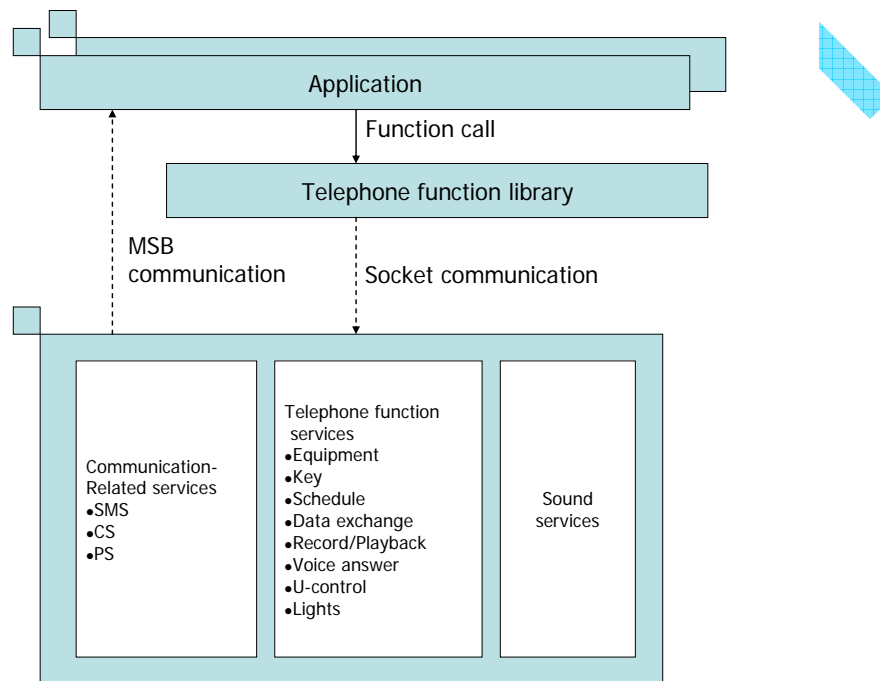 Application
Function call
Telephone function library
MSB
communication
Socket communication
Communication-
Related services
●SMS
●CS
●PS
Telephone function
services
●Equipment
●Key
●Schedule
●Data exchange
●Record/Playback
●Voice answer
●U-control
●Lights
Sound
services